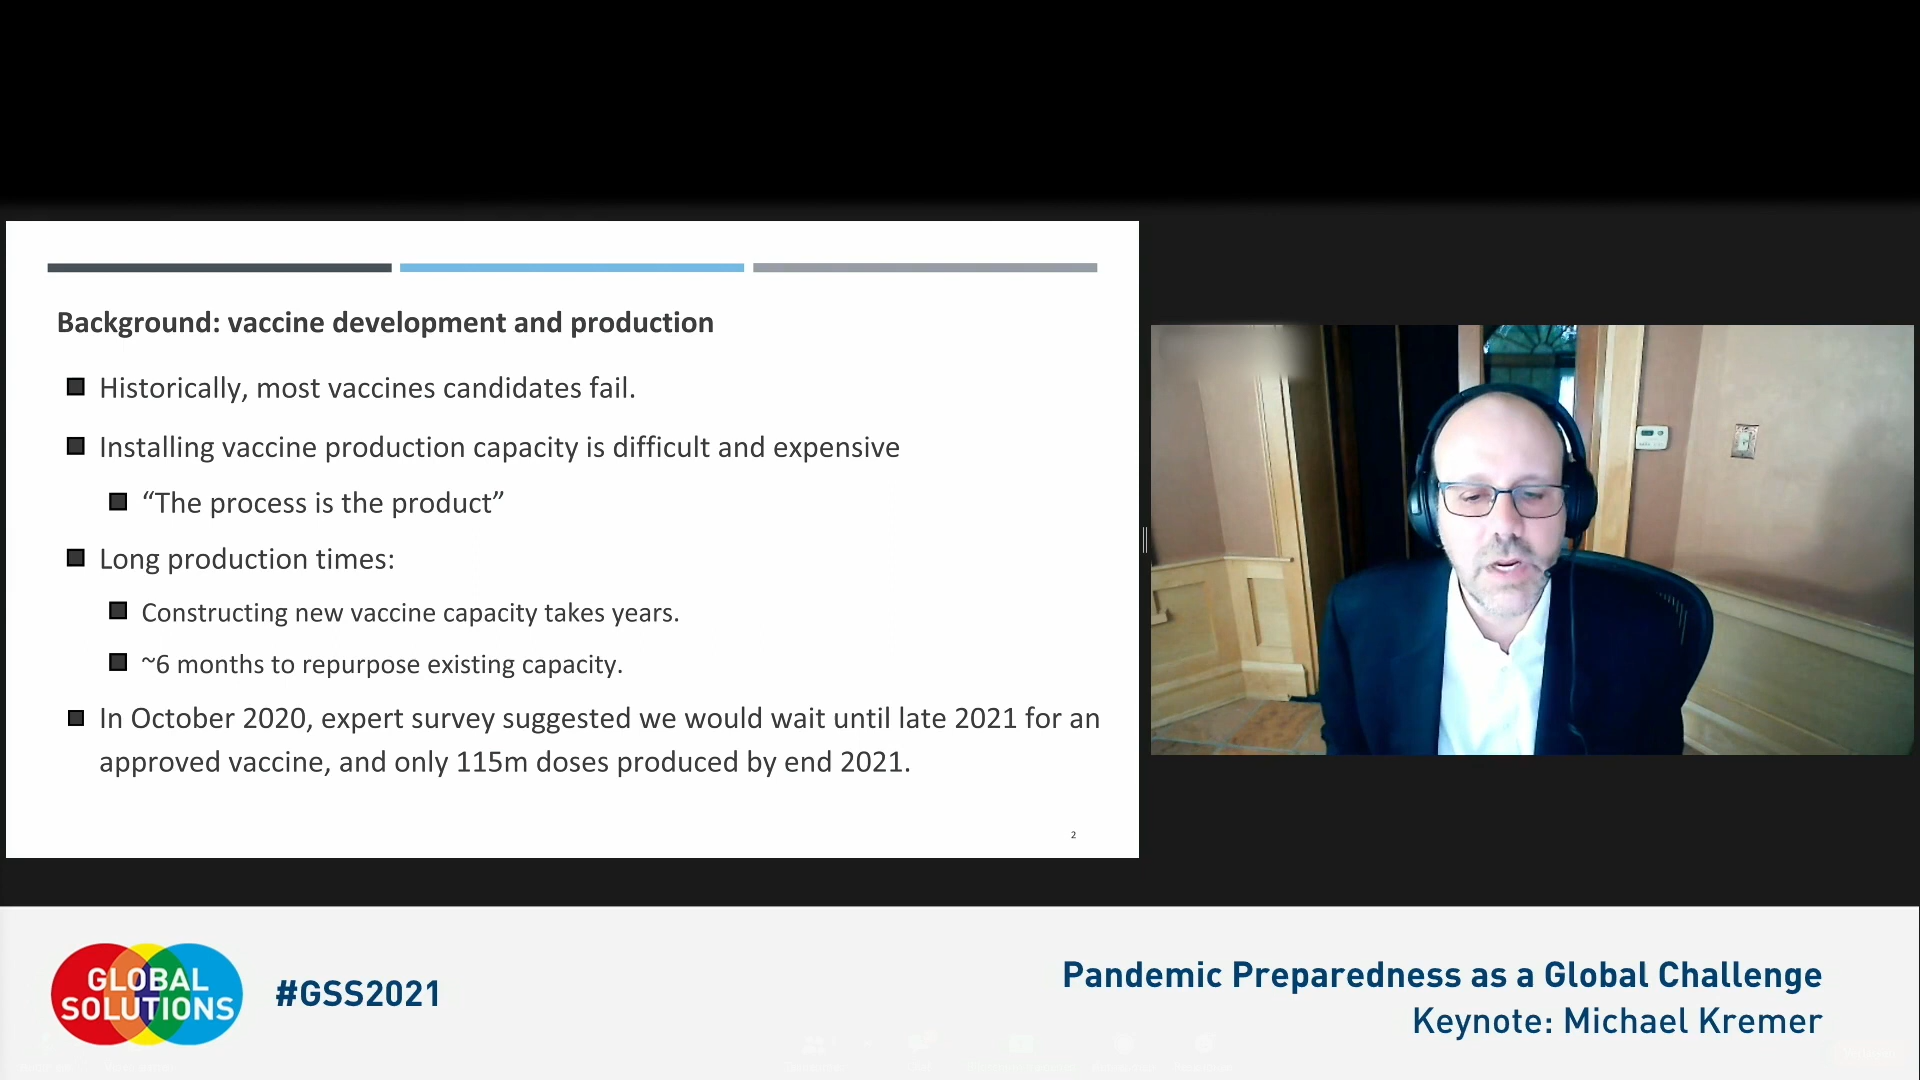 Background: vaccine development and production
Historically, most vaccines candidates fail.
Installing vaccine production capacity is difficult and expensive
“The process is the product”
Long production times:
Constructing new vaccine capacity takes years.
~6 months to repurpose existing capacity.
In October 2020, expert survey suggested we would wait until late 2021 for an
approved vaccine, and only 115m doses produced by end 2021.
2
GLOBAL
SOLUTIONS
#GSS2021
Pandemic Preparedness as a Global Challenge
Keynote: Michael Kremer